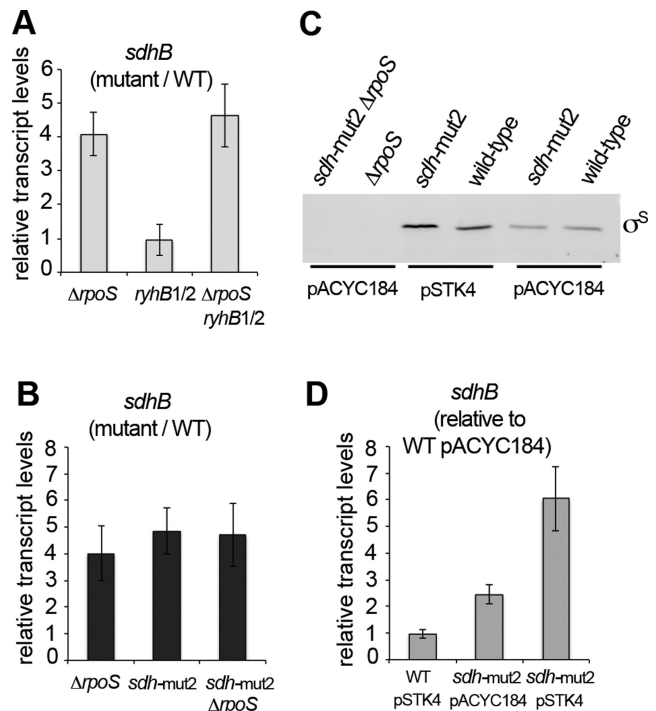 A
sdhB
(mutant / WT)
relative transcript levels
6
5
4
3
2
1
0
ΔrpoS
ryhB1/2
ΔrpoS
ryhB1/2
C
sdh-mut2 ΔrpoS
ΔrpoS
sdh-mut2
wild-type
sdh-mut2
wild-type
σS
pACYC184
pSTK4
pACYC184
B
sdhB
(mutant / WT)
relative transcript levels
8
7
6
5
4
3
2
1
0
ΔrpoS
sdh-mut2
sdh-mut2
ΔrpoS
D
sdhB
(relative to
WT pACYC184)
relative transcript levels
8
7
6
5
4
3
2
1
0
WT
pSTK4
sdh-mut2
pACYC184
sdh-mut2
pSTK4